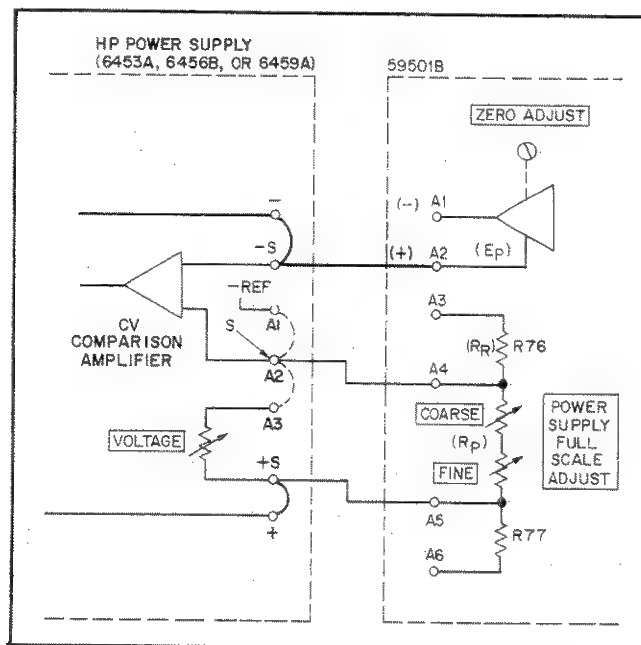 HP POWER SUPPLY
(6453A, 6456B, OR 6459A)
59501B
ZERO ADJUST
−
(−) A1
−S
(+) A2 (Ep)
−REF
A1
S
A3
CV
COMPARISON
AMPLIFIER
A2
(RR) R76
A4
A3
COARSE
POWER
SUPPLY
FULL
SCALE
ADJUST
VOLTAGE
(Rp)
+S
FINE
A5
+
R77
A6